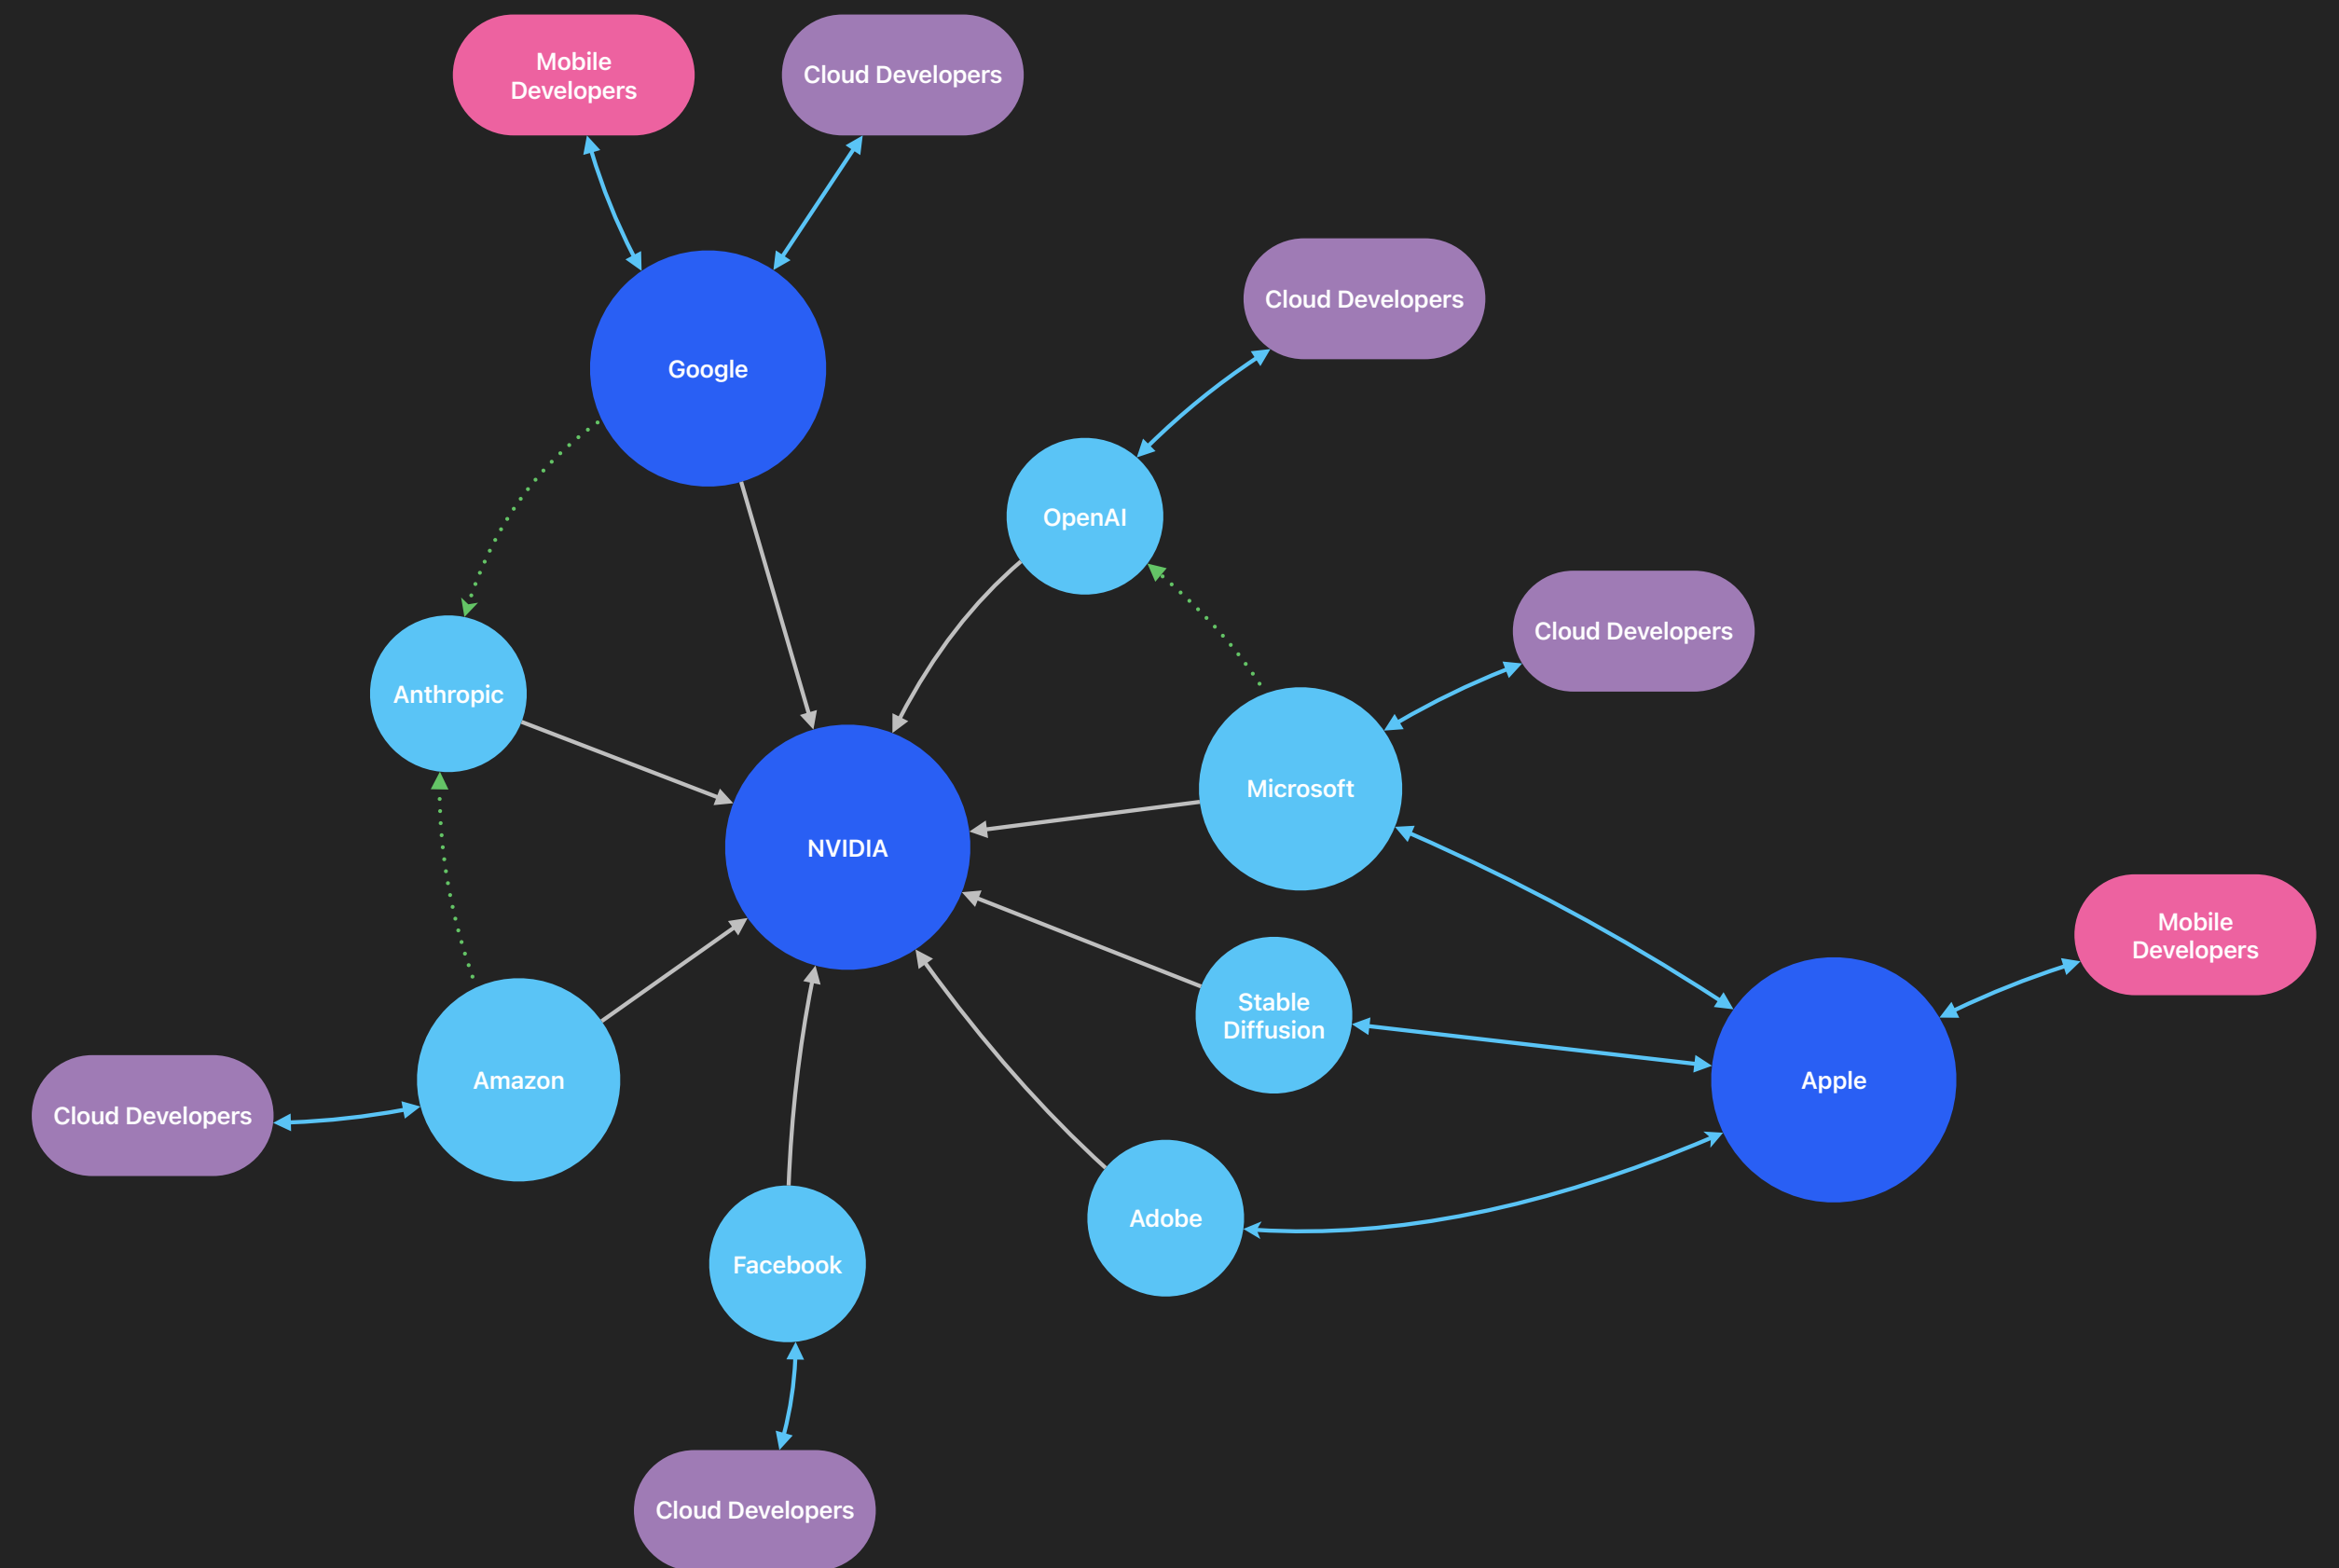 Mobile
Developers
Cloud Developers
Cloud Developers
Google
OpenAI
Cloud Developers
Anthropic
Microsoft
NVIDIA
Mobile
Developers
Stable
Diffusion
Amazon
Apple
Cloud Developers
Adobe
Facebook
Cloud Developers